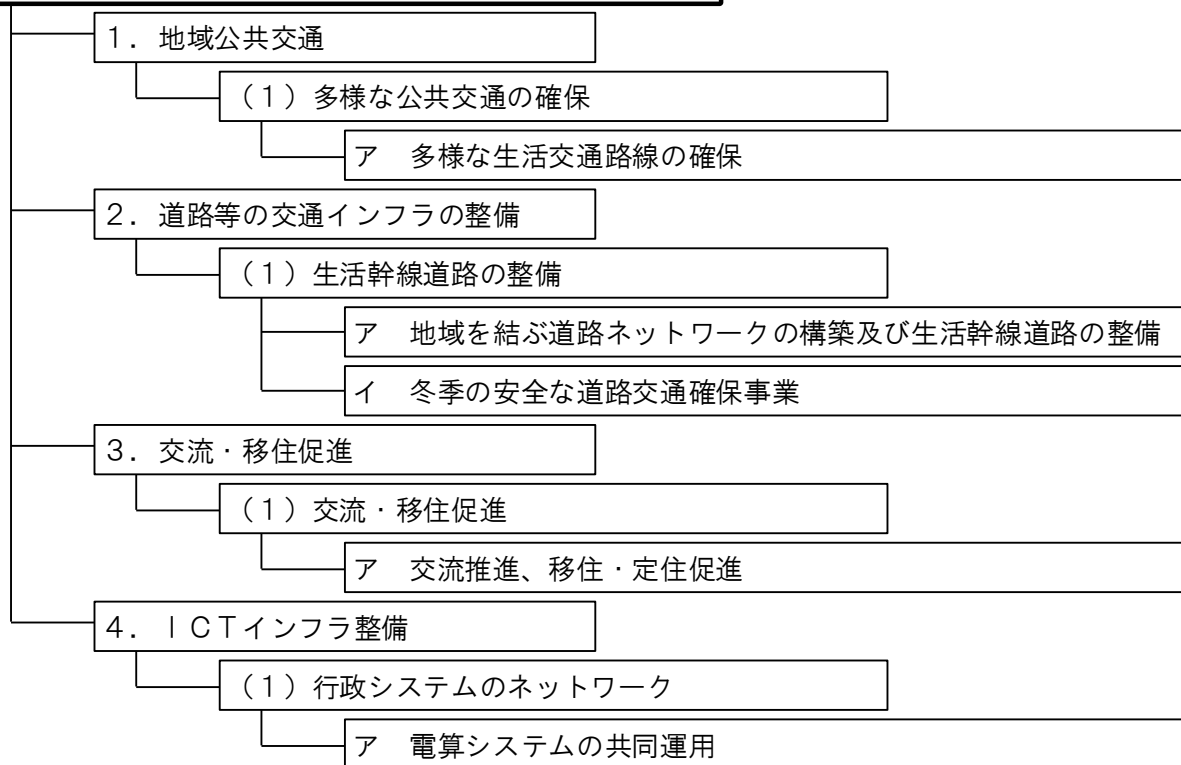 １．地域公共交通
（１）多様な公共交通の確保
ア　多様な生活交通路線の確保
２．道路等の交通インフラの整備
（１）生活幹線道路の整備
ア　地域を結ぶ道路ネットワークの構築及び生活幹線道路の整備
イ　冬季の安全な道路交通確保事業
３．交流・移住促進
（１）交流・移住促進
ア　交流推進、移住・定住促進
４．ＩＣＴインフラ整備
（１）行政システムのネットワーク
ア　電算システムの共同運用